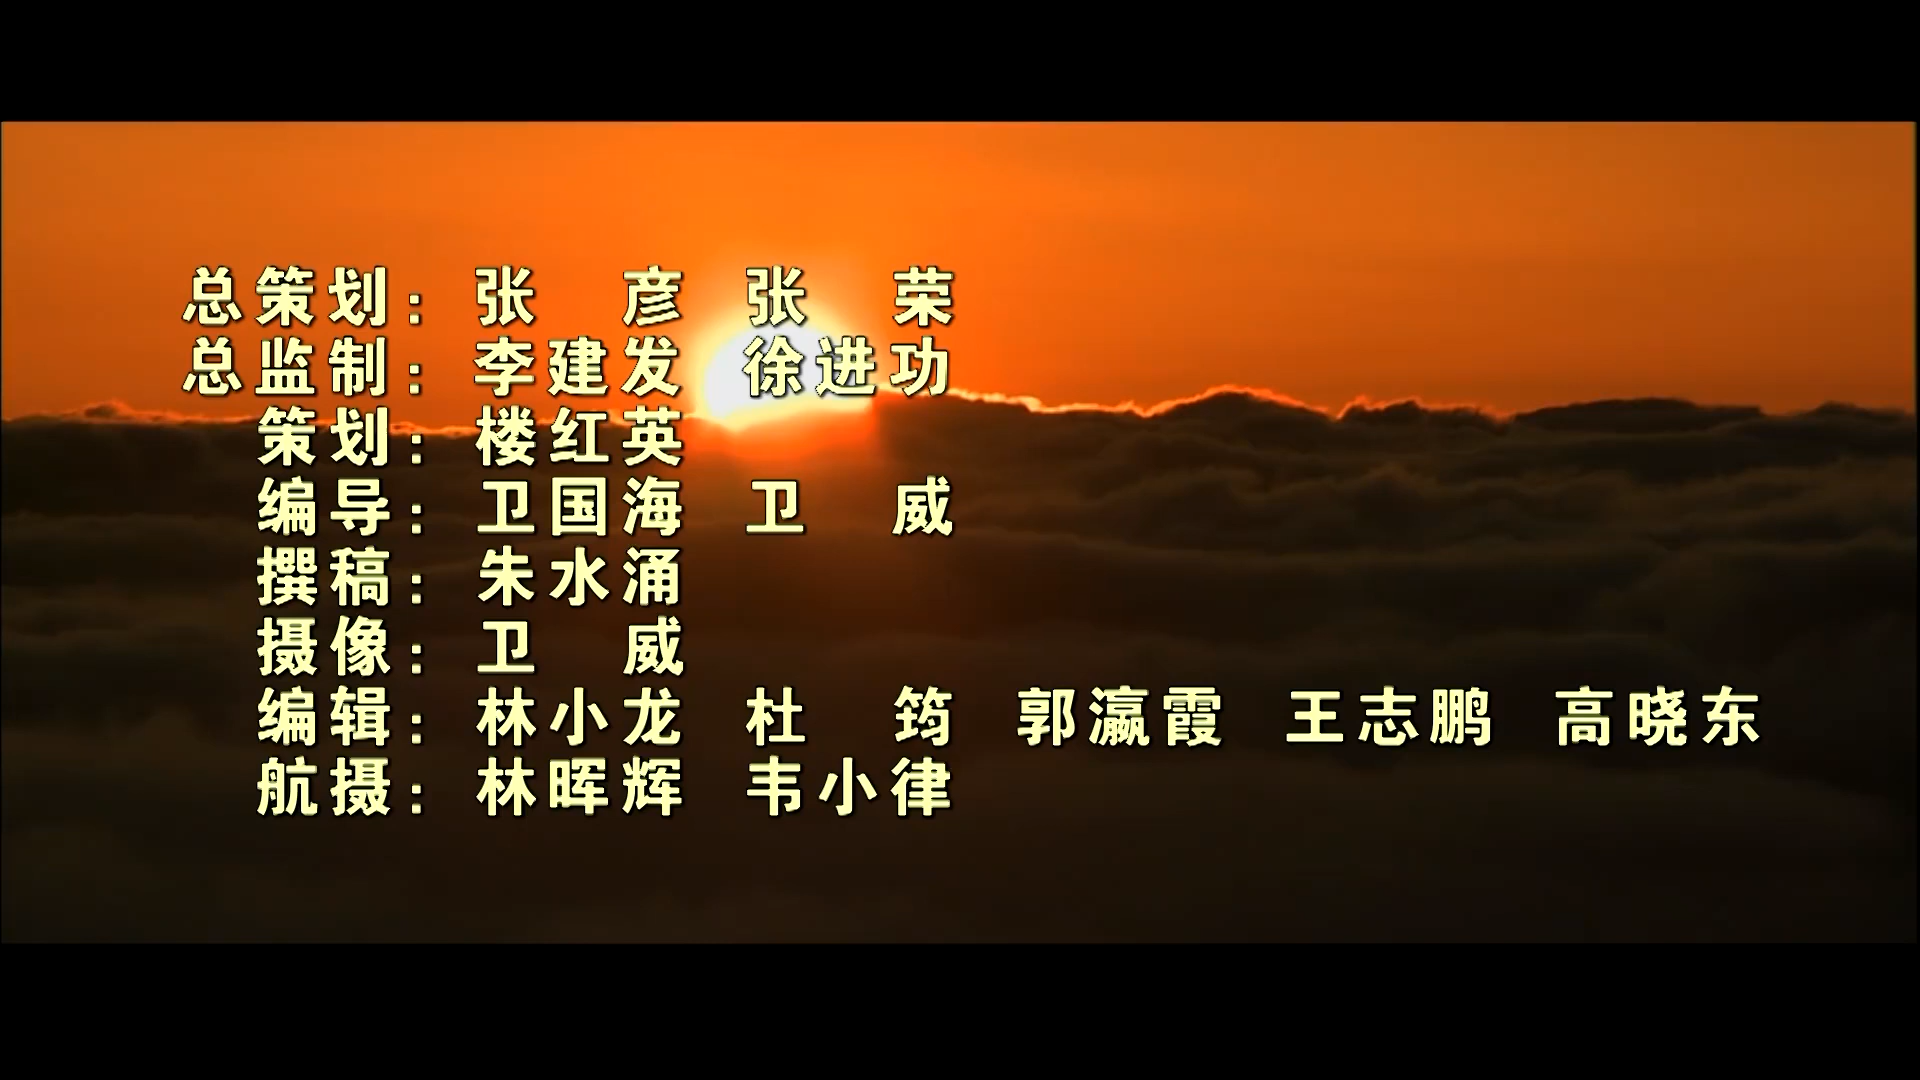 总策划：张　彦 张　荣
总监制：李建发 徐进功
策划：楼红英
编导：卫国海 卫　威
撰稿：朱水涌
摄像：卫　威
编辑：林小龙 杜　筠 郭瀛霞 王志鹏 高晓东
航摄：林晖辉 韦小律